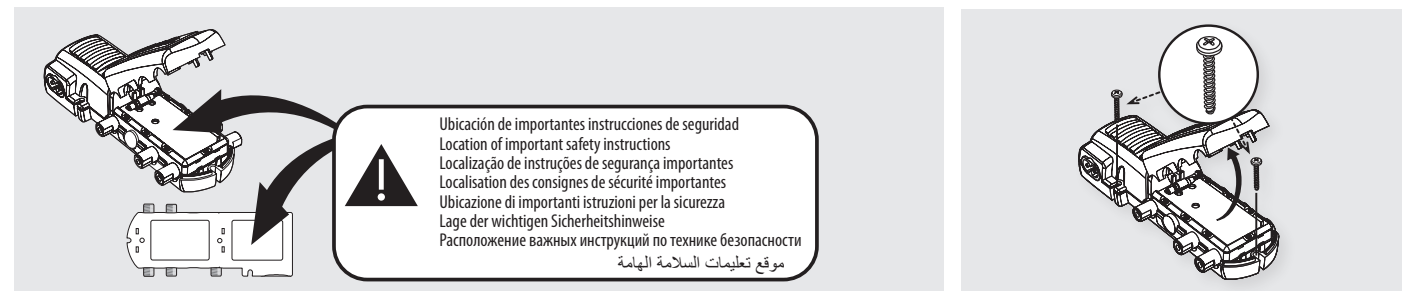 Ubicación de importantes instrucciones de seguridad
Location of important safety instructions
Localização de instruções de segurança importantes
Localisation des consignes de sécurité importantes
Ubicazione di importanti istruzioni per la sicurezza
Lage der wichtigen Sicherheitshinweise
Расположение важных инструкций по технике безопасности
موقع تعليمات السلامة الهامة